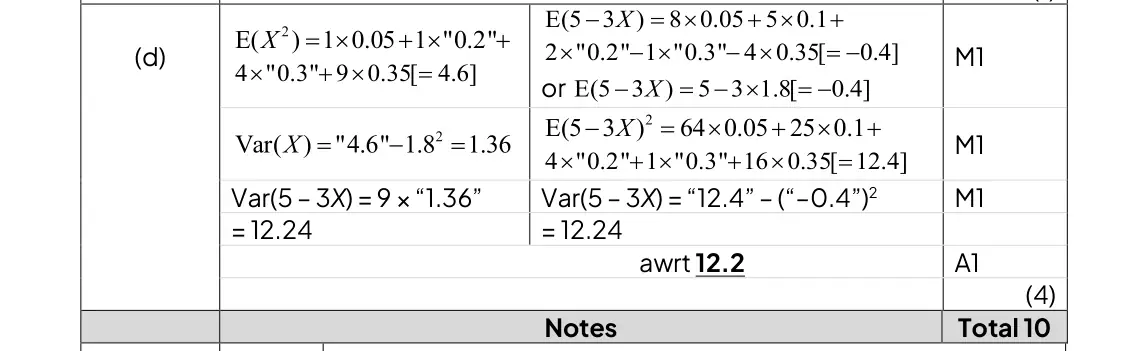 (d)
E(X²) = 1×0.05+1×"0.2"+
4×"0.3"+9×0.35[= 4.6]
E(5−3X) = 8×0.05+5×0.1+
2×"0.2"−1×"0.3"−4×0.35[= −0.4]
or E(5−3X) = 5−3×1.8[= −0.4]
M1
Var(X) = "4.6"−1.8² = 1.36
E(5−3X)² = 64×0.05+25×0.1+
4×"0.2"+1×"0.3"+16×0.35[= 12.4]
M1
Var(5 – 3X) = 9 × “1.36”
= 12.24
Var(5 – 3X) = “12.4” – (“−0.4”)²
= 12.24
M1
awrt 12.2
A1
(4)
Notes
Total 10